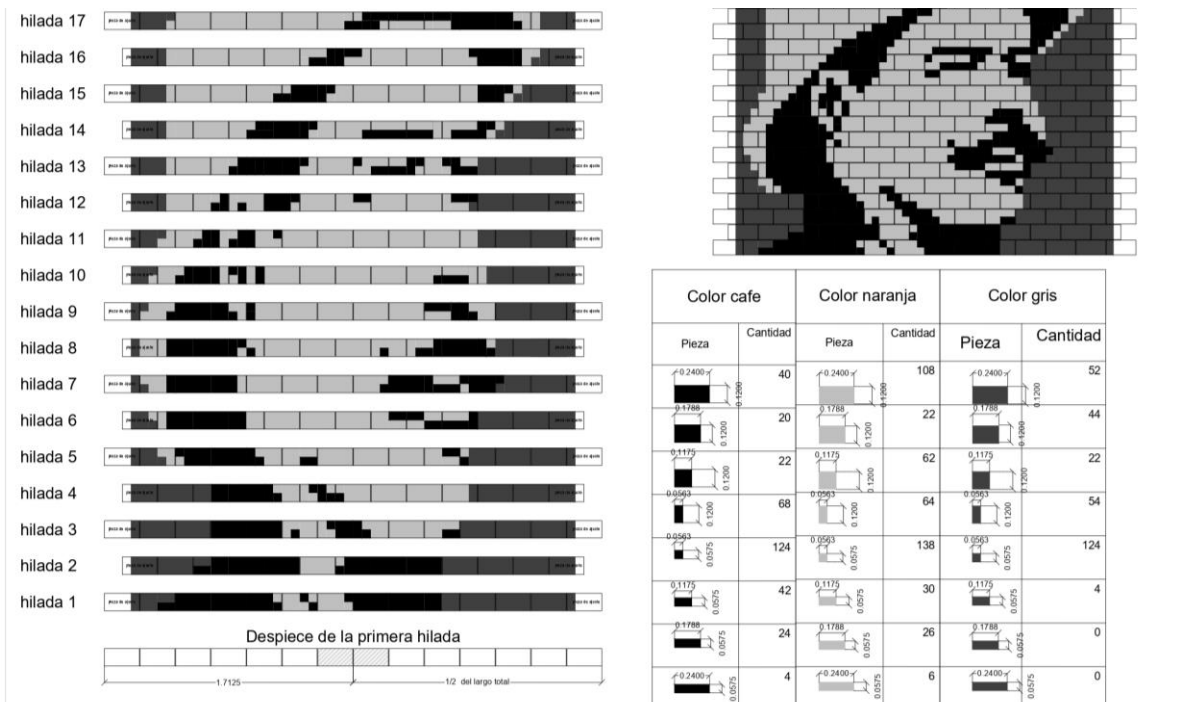 hilada 17
hilada 16
hilada 15
hilada 14
hilada 13
hilada 12
hilada 11
hilada 10
hilada 9
hilada 8
hilada 7
hilada 6
hilada 5
hilada 4
hilada 3
hilada 2
hilada 1
Despiece de la primera hilada
1.7125 1/2 del largo total
Color cafe Color naranja Color gris
Pieza Cantidad Pieza Cantidad Pieza Cantidad
0.2400 0.1200 40 0.2400 0.1200 108 0.2400 0.1200 52
0.1788 0.1200 20 0.1788 0.1200 22 0.1788 0.1200 44
0.1175 0.1200 22 0.1175 0.1200 62 0.1175 0.1200 22
0.0563 0.1200 68 0.0563 0.1200 64 0.0563 0.1200 54
0.0563 0.0575 124 0.0563 0.0575 138 0.0563 0.0575 124
0.1175 0.0575 42 0.1175 0.0575 30 0.1175 0.0575 4
0.1788 0.0575 24 0.1788 0.0575 26 0.1788 0.0575 0
0.2400 0.0575 4 0.2400 0.0575 6 0.2400 0.0575 0